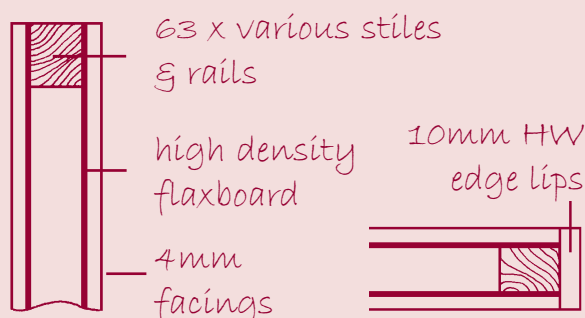 63 x various stiles
& rails
high density
flaxboard
4mm
facings
10mm HW
edge lips